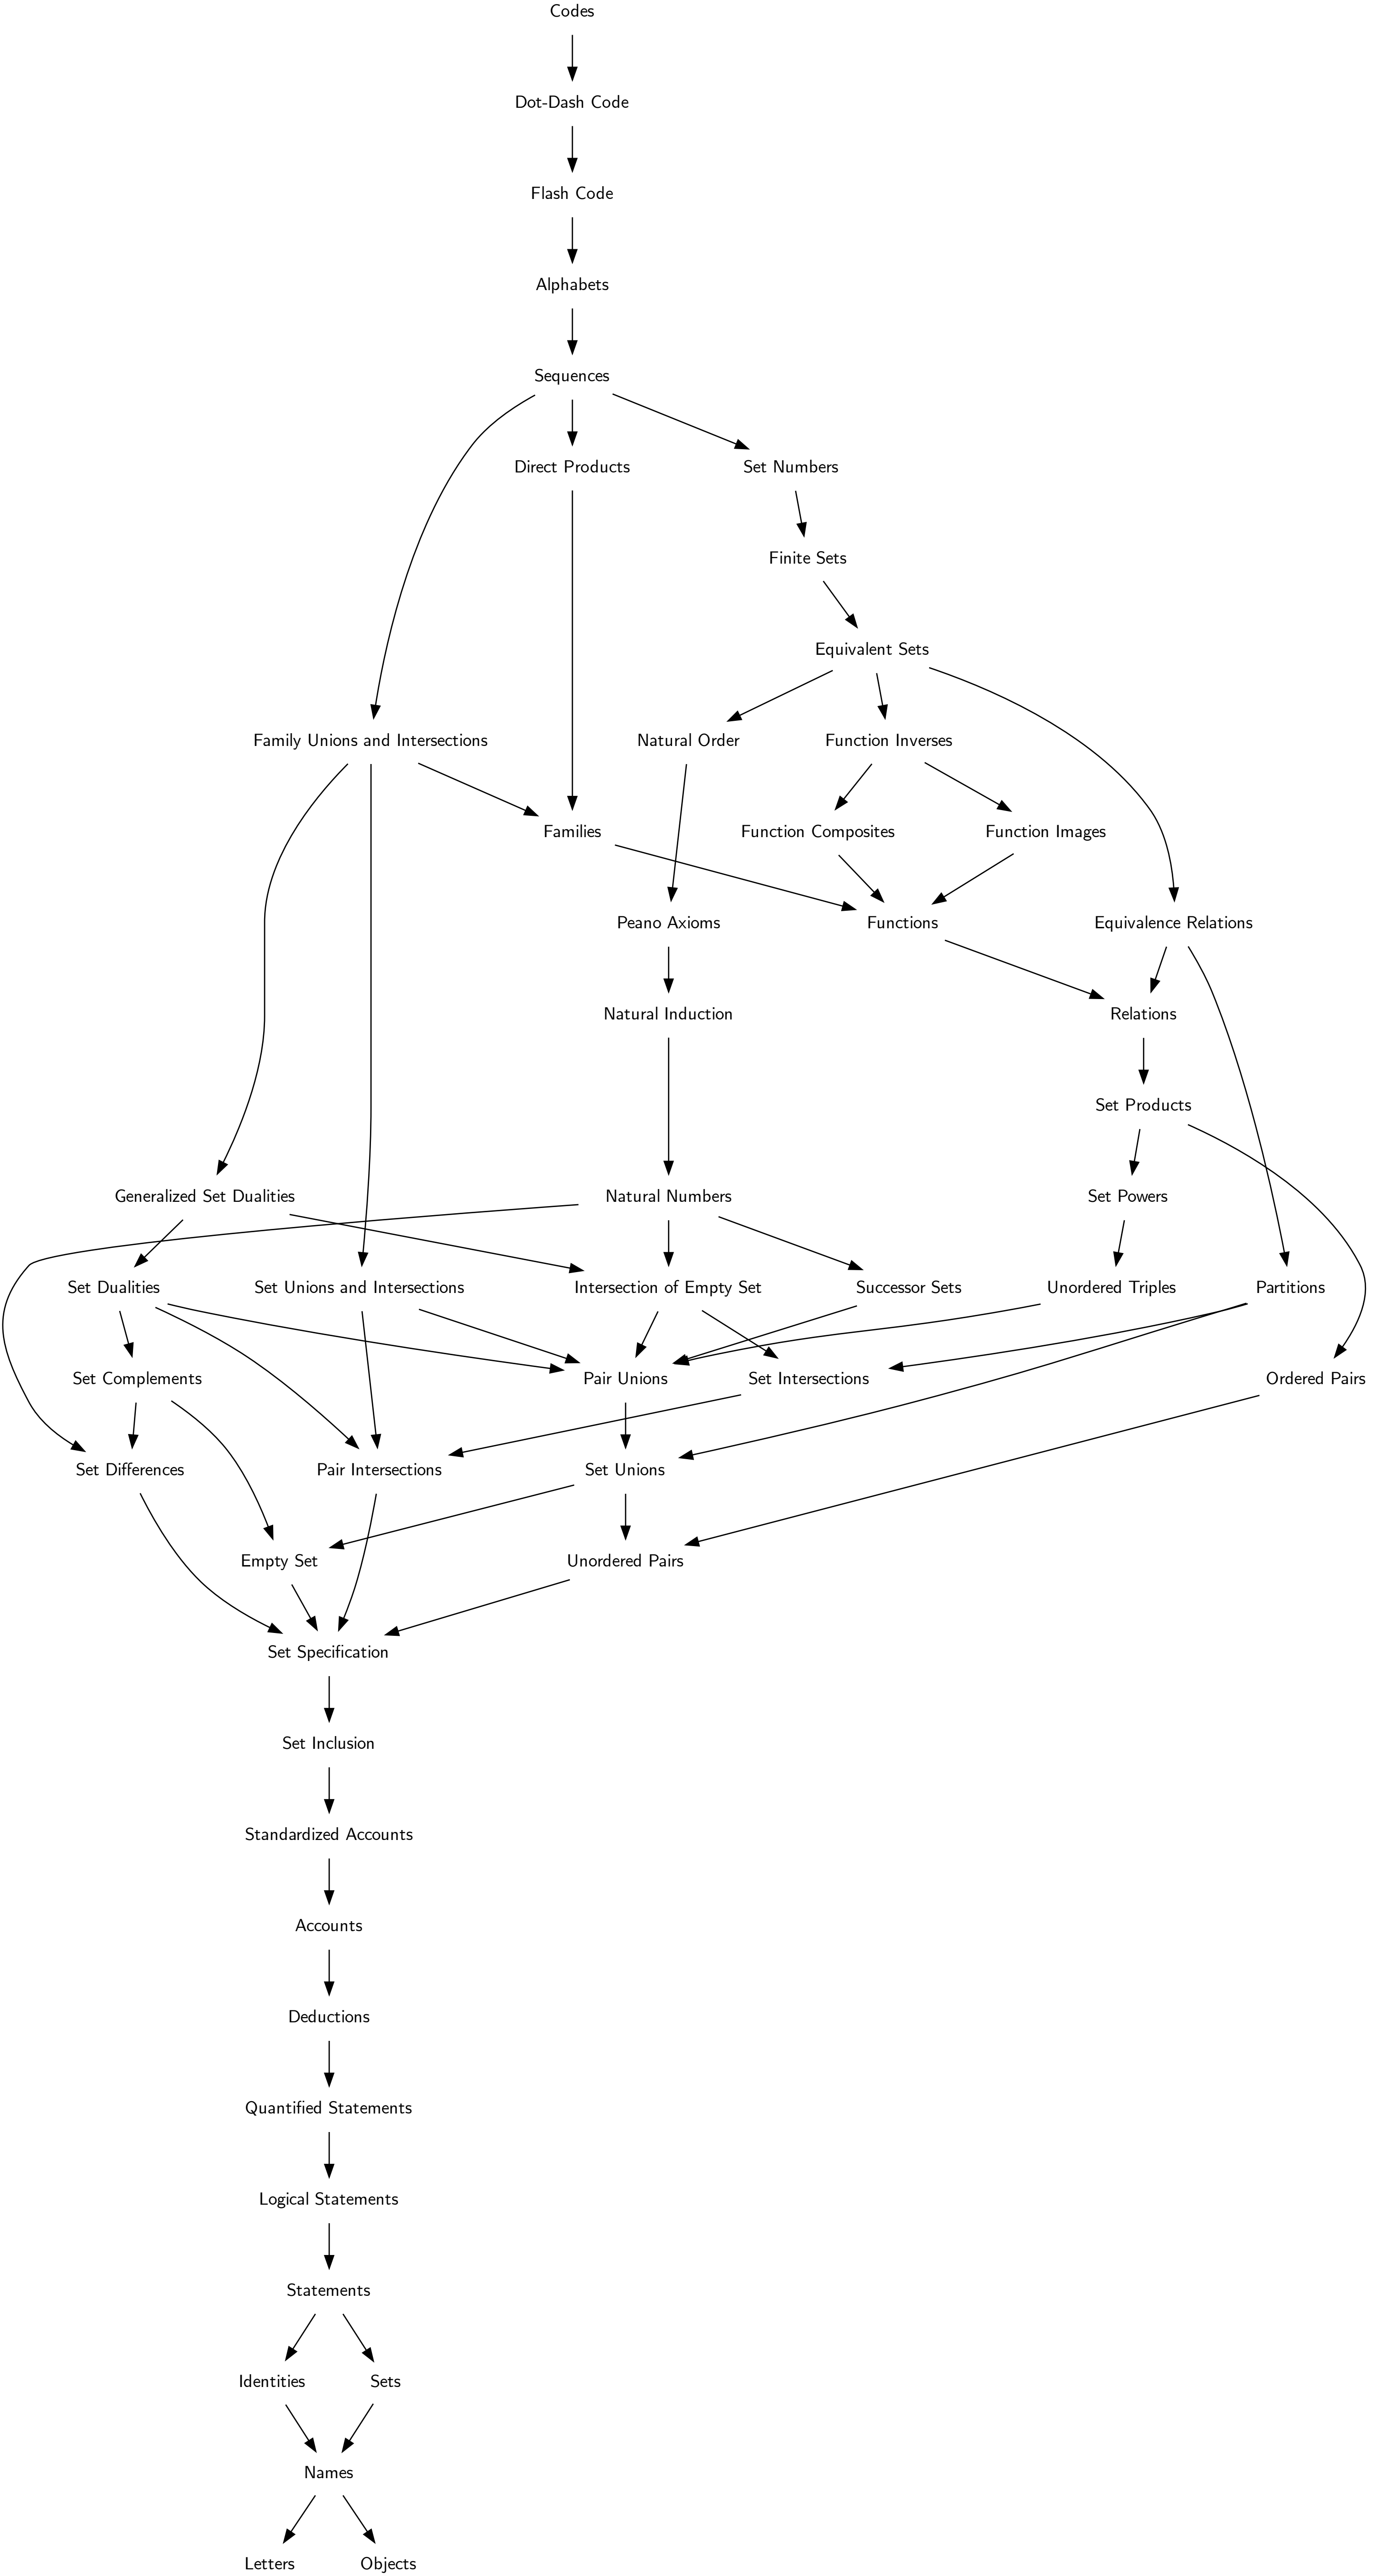 Codes
Dot-Dash Code
Flash Code
Alphabets
Sequences
Direct Products
Set Numbers
Finite Sets
Equivalent Sets
Family Unions and Intersections
Natural Order
Function Inverses
Families
Function Composites
Function Images
Peano Axioms
Functions
Equivalence Relations
Natural Induction
Relations
Set Products
Generalized Set Dualities
Natural Numbers
Set Powers
Set Dualities
Set Unions and Intersections
Intersection of Empty Set
Successor Sets
Unordered Triples
Partitions
Set Complements
Pair Unions
Set Intersections
Ordered Pairs
Set Differences
Pair Intersections
Set Unions
Empty Set
Unordered Pairs
Set Specification
Set Inclusion
Standardized Accounts
Accounts
Deductions
Quantified Statements
Logical Statements
Statements
Identities
Sets
Names
Letters
Objects